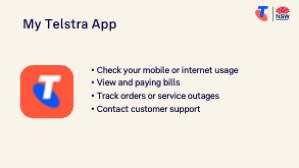 My Telstra App
NSW
• Check your mobile or internet usage
• View and paying bills
• Track orders or service outages
• Contact customer support